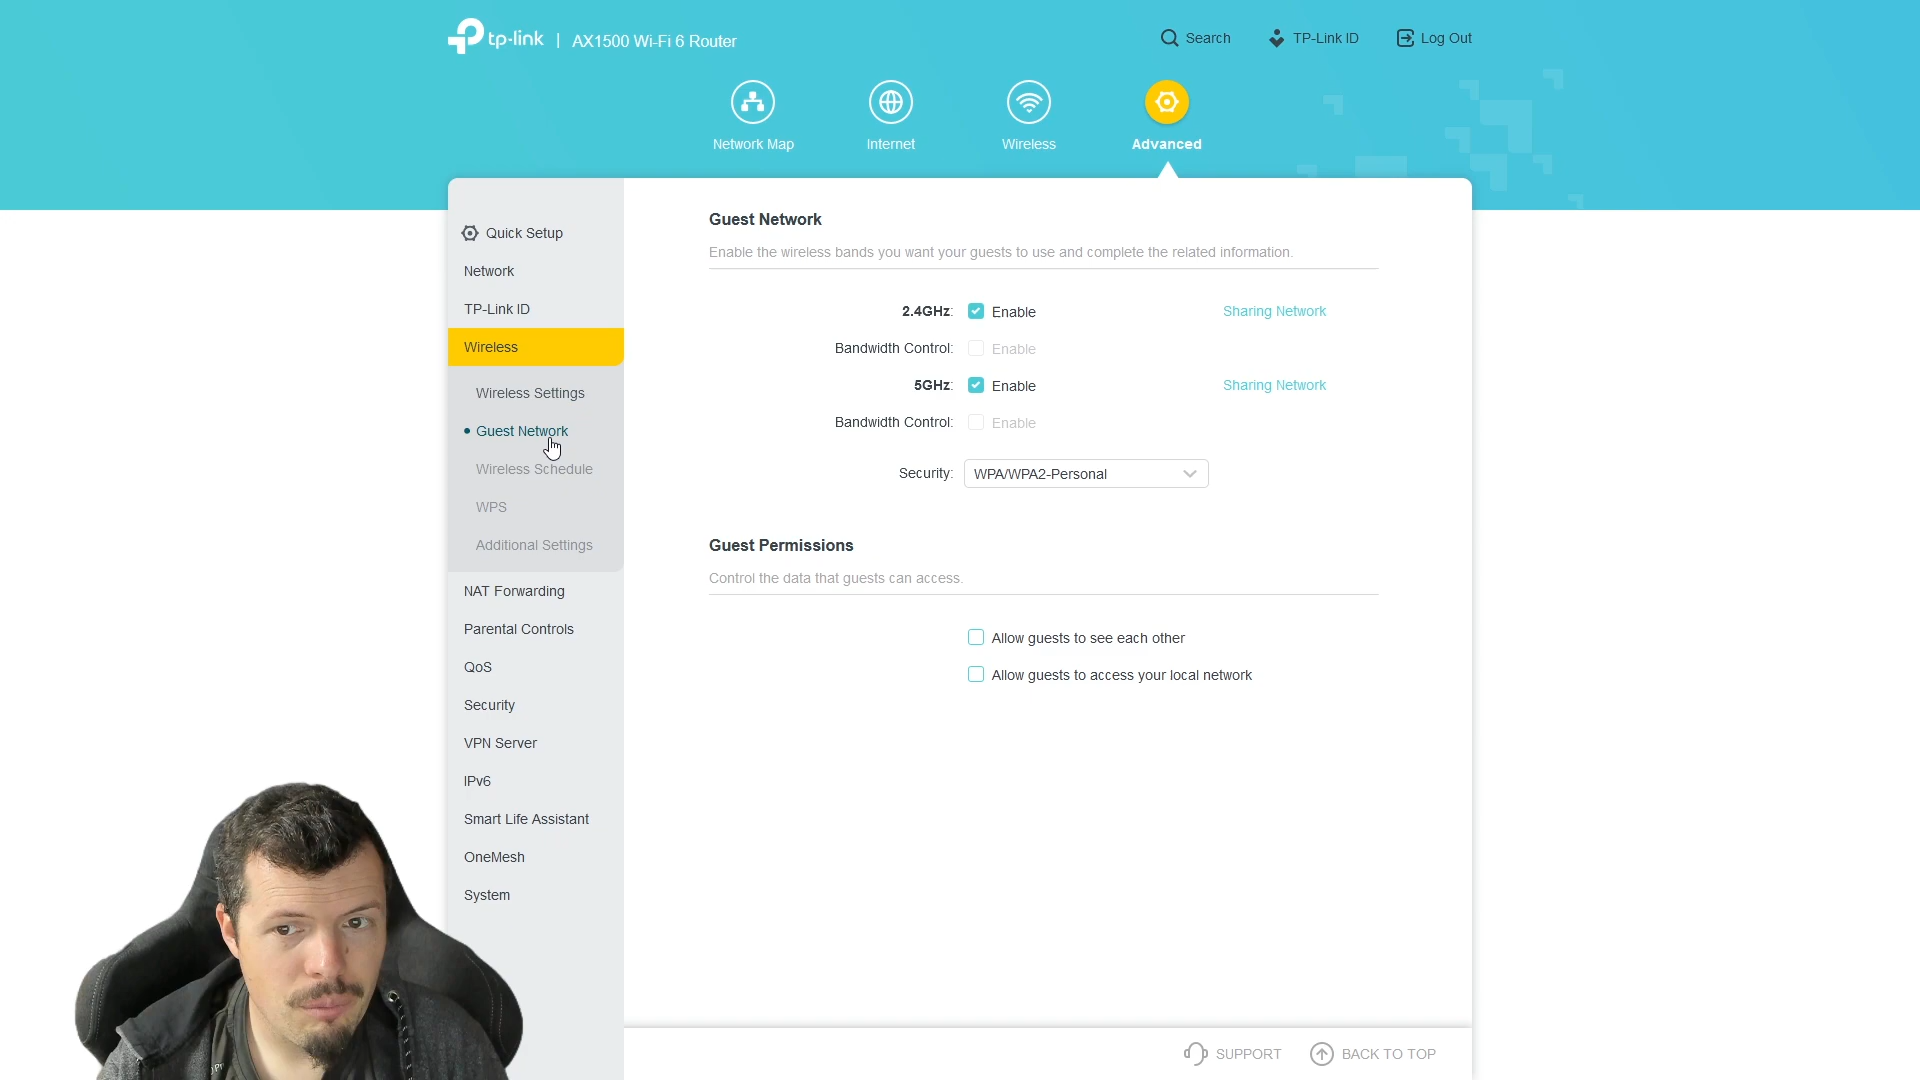 tp-link | AX1500 Wi-Fi 6 Router
Search
TP-Link ID
Log Out
Network Map
Internet
Wireless
Advanced
Quick Setup
Network
TP-Link ID
Wireless
Wireless Settings
Guest Network
Wireless Schedule
WPS
Additional Settings
NAT Forwarding
Parental Controls
QoS
Security
VPN Server
IPv6
Smart Life Assistant
OneMesh
System
Guest Network
Enable the wireless bands you want your guests to use and complete the related information.
2.4GHz: Enable Sharing Network
Bandwidth Control: Enable
5GHz: Enable Sharing Network
Bandwidth Control: Enable
Security: WPA/WPA2-Personal
Guest Permissions
Control the data that guests can access.
Allow guests to see each other
Allow guests to access your local network
SUPPORT
BACK TO TOP